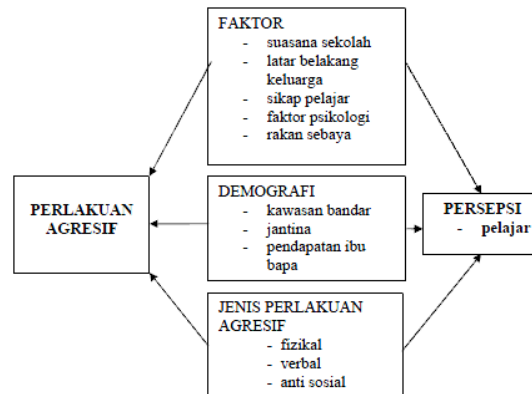 FAKTOR
- suasana sekolah
- latar belakang
keluarga
- sikap pelajar
- faktor psikologi
- rakan sebaya
PERLAKUAN
AGRESIF
DEMOGRAFI
- kawasan bandar
- jantina
- pendapatan ibu
bapa
PERSEPSI
- pelajar
JENIS PERLAKUAN
AGRESIF
- fizikal
- verbal
- anti sosial